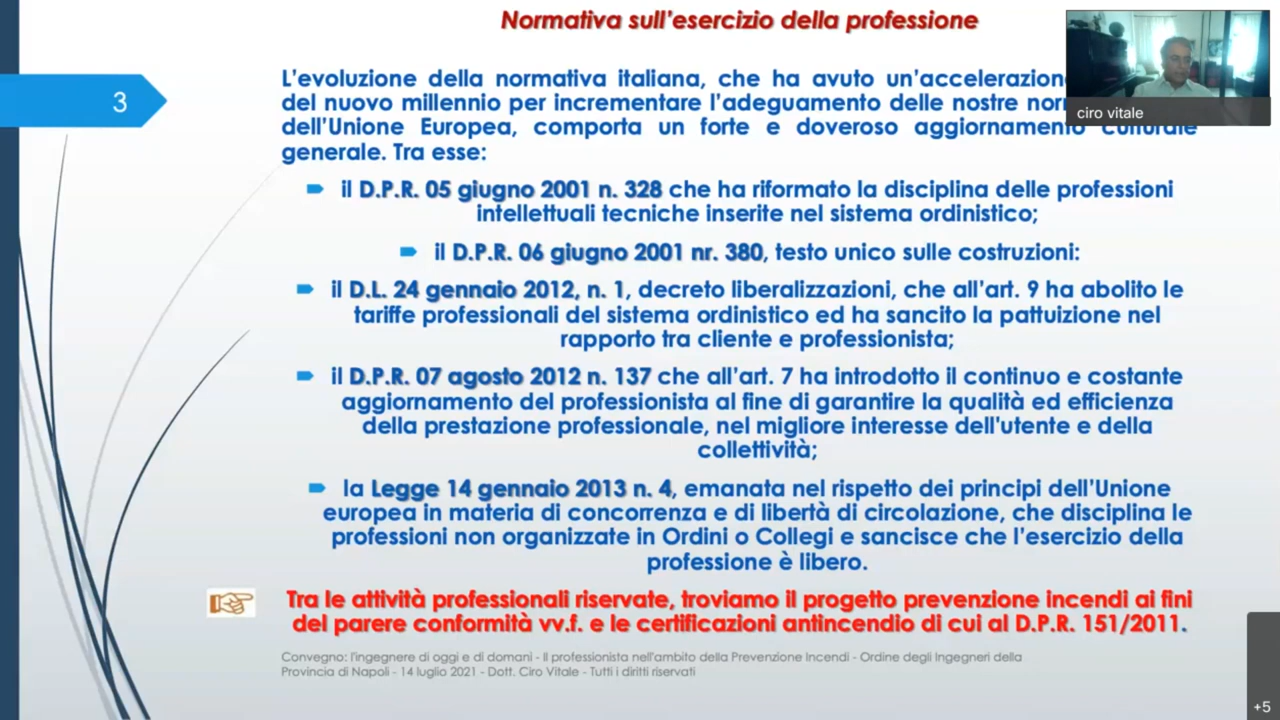 Normativa sull'esercizio della professione
3
L'evoluzione della normativa italiana, che ha avuto un'accelerazione
del nuovo millennio per incrementare l'adeguamento delle nostre
dell'Unione Europea, comporta un forte e doveroso aggiornamento culturale
generale. Tra esse:
il D.P.R. 05 giugno 2001 n. 328 che ha riformato la disciplina delle professioni
intellettuali tecniche inserite nel sistema ordinistico;
il D.P.R. 06 giugno 2001 nr. 380, testo unico sulle costruzioni:
il D.L. 24 gennaio 2012, n. 1, decreto liberalizzazioni, che all'art. 9 ha abolito le
tariffe professionali del sistema ordinistico ed ha sancito la pattuizione nel
rapporto tra cliente e professionista;
il D.P.R. 07 agosto 2012 n. 137 che all'art. 7 ha introdotto il continuo e costante
aggiornamento del professionista al fine di garantire la qualità ed efficienza
della prestazione professionale, nel migliore interesse dell'utente e della
collettività;
la Legge 14 gennaio 2013 n. 4, emanata nel rispetto dei principi dell'Unione
europea in materia di concorrenza e di libertà di circolazione, che disciplina le
professioni non organizzate in Ordini o Collegi e sancisce che l'esercizio della
professione è libero.
Tra le attività professionali riservate, troviamo il progetto prevenzione incendi ai fini
del parere conformità vv.f. e le certificazioni antincendio di cui al D.P.R. 151/2011.
Convegno: l'ingegnere di oggi e di domani - Il professionista nell'ambito della Prevenzione Incendi - Ordine degli Ingegneri della
Provincia di Napoli - 14 luglio 2021 - Dott. Ciro Vitale - Tutti i diritti riservati
ciro vitale
+5